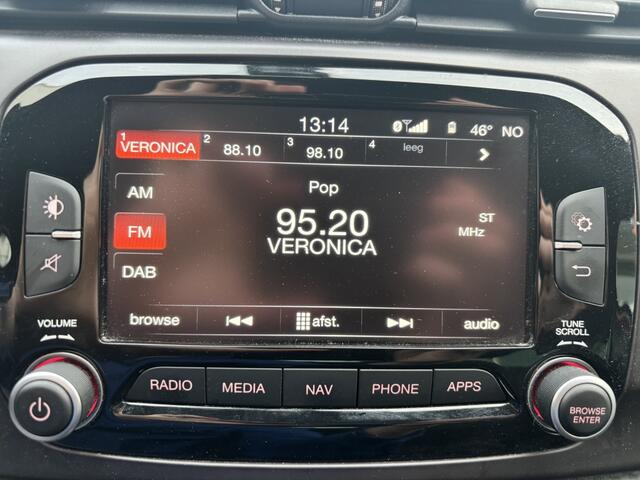 13:14 46° NO
1 VERONICA 2 88.10 3 98.10 4 leeg
AM
Pop
FM
95.20 ST
MHz
VERONICA
DAB
browse afst. audio
VOLUME
TUNE
SCROLL
RADIO MEDIA NAV PHONE APPS
BROWSE
ENTER